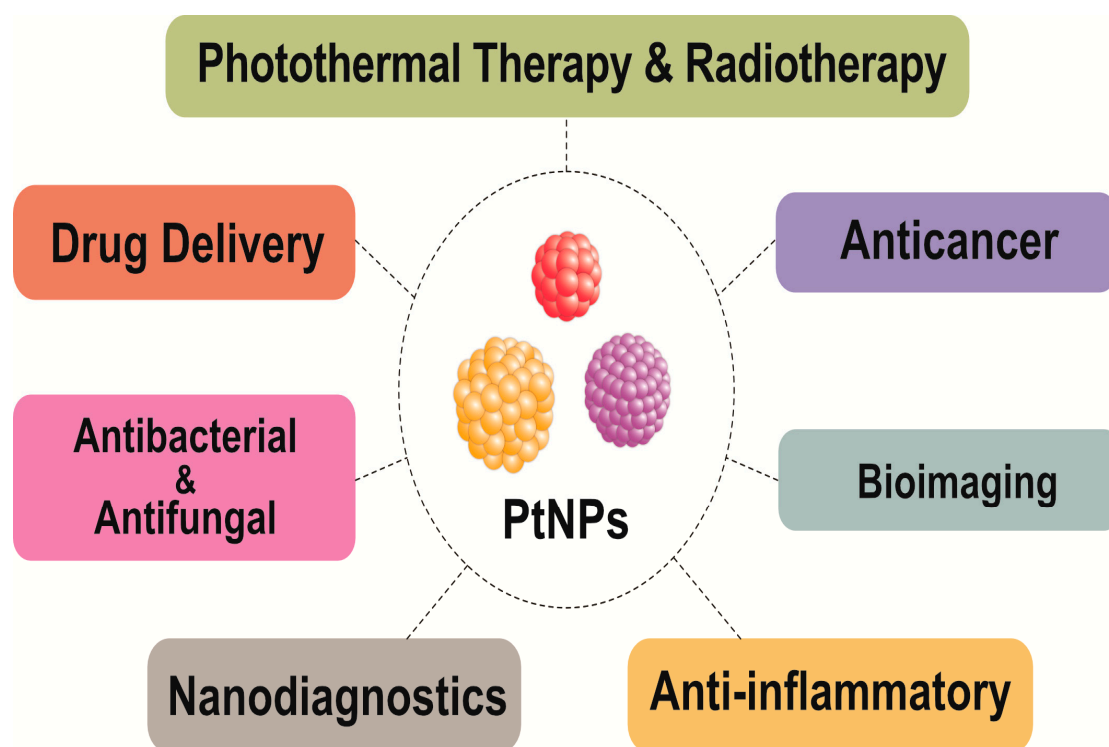 Photothermal Therapy & Radiotherapy
Drug Delivery
Anticancer
Antibacterial
&
Antifungal
Bioimaging
PtNPs
Nanodiagnostics
Anti-inflammatory